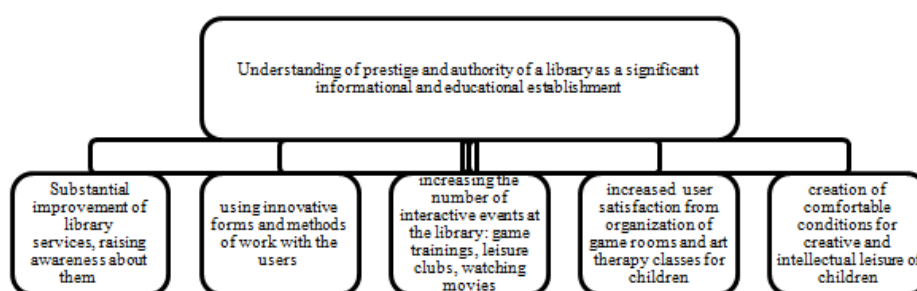 Understanding of prestige and authority of a library as a significant
informational and educational establishment
Substantial
improvement of
library
services, raising
awareness about
them
using innovative
forms and methods
of work with the
users
increasing the
number of
interactive events at
the library: game
trainings, leisure
clubs, watching
movies
increased user
satisfaction from
organization of
game rooms and art
therapy classes for
children
creation of
comfortable
conditions for
creative and
intellectual leisure of
children